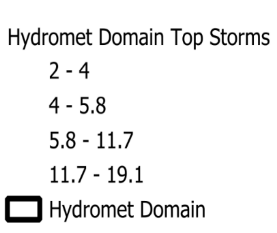 Hydromet Domain Top Storms
2 - 4
4 - 5.8
5.8 - 11.7
11.7 - 19.1
Hydromet Domain